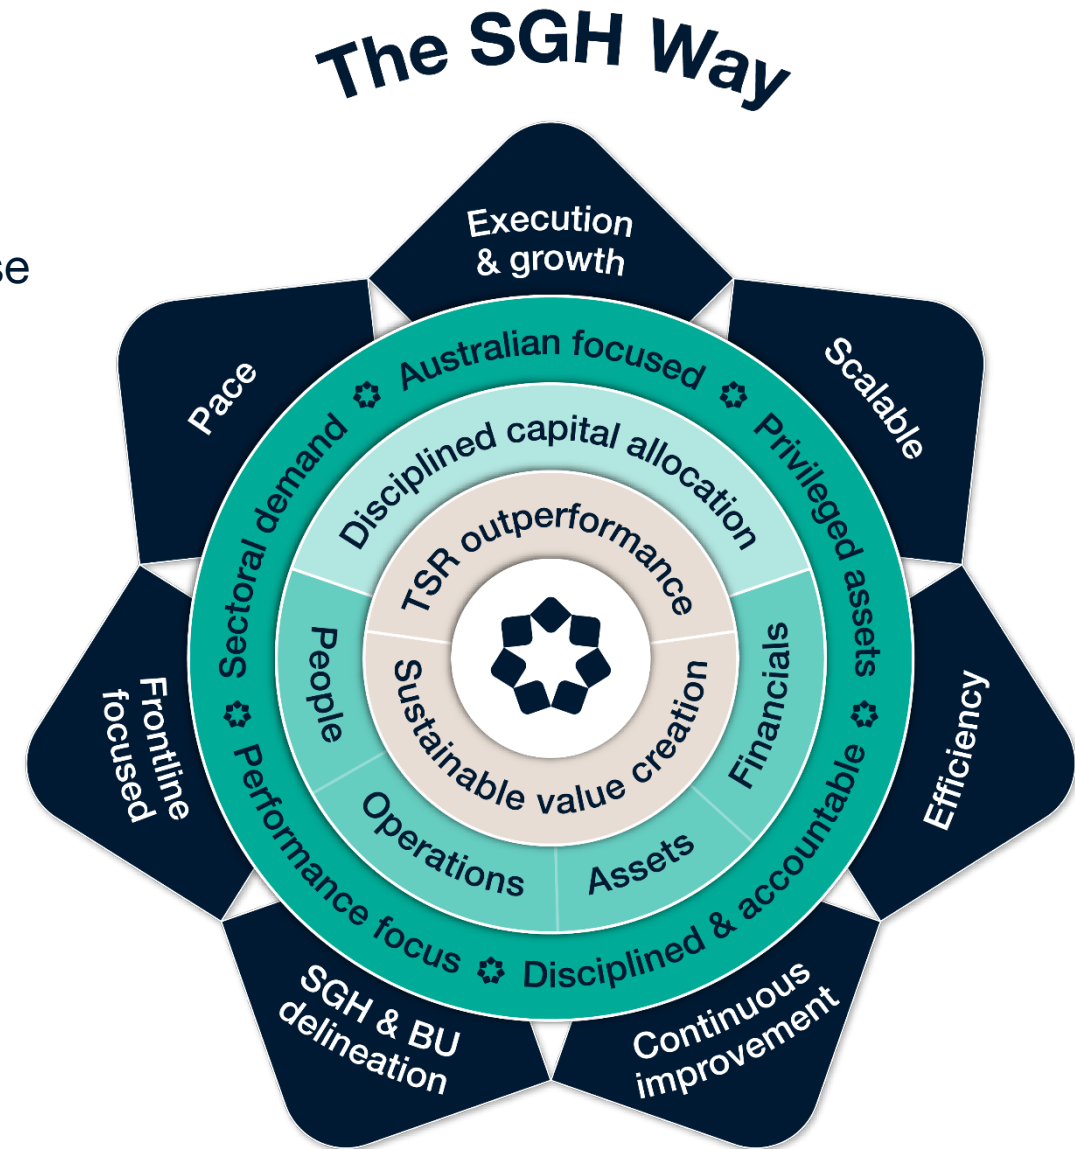 The SGH Way
se
Execution
& growth
Scalable
Efficiency
Continuous
improvement
SGH & BU
delineation
Frontline
focused
Pace
Australian focused
Privileged assets
Disciplined & accountable
Performance focus
Sectoral demand
Disciplined capital allocation
Financials
Assets
Operations
People
TSR outperformance
Sustainable value creation